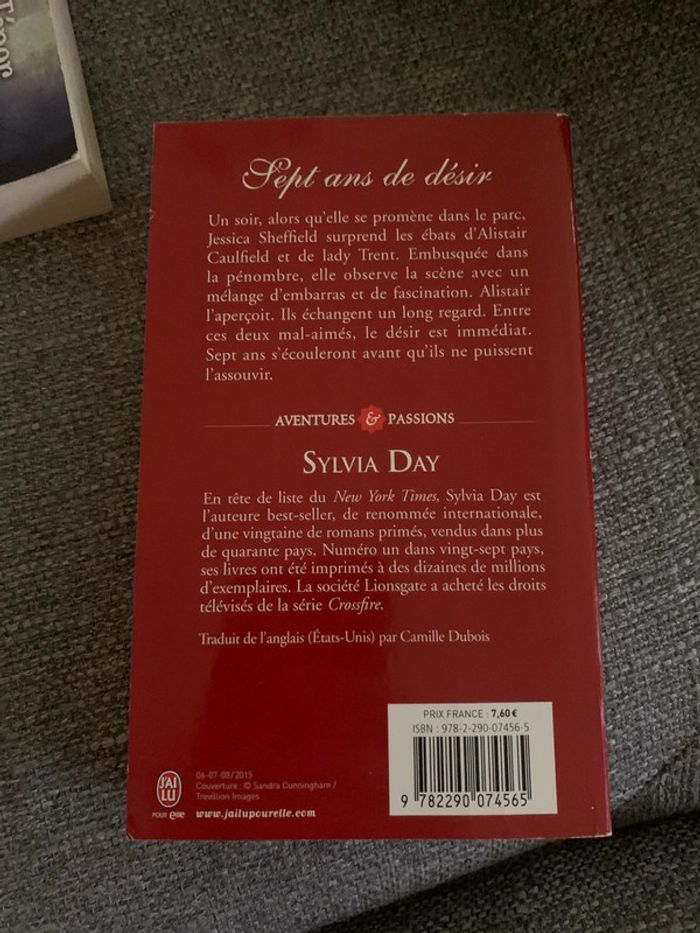 Ténor
Sept ans de désir
Un soir, alors qu'elle se promène dans le parc,
Jessica Sheffield surprend les ébats d'Alistair
Caulfield et de lady Trent. Embusquée dans
la pénombre, elle observe la scène avec un
mélange d'embarras et de fascination. Alistair
l'aperçoit. Ils échangent un long regard. Entre
ces deux mal-aimés, le désir est immédiat.
Sept ans s'écouleront avant qu'ils ne puissent
l'assouvir.
AVENTURES & PASSIONS
SYLVIA DAY
En tête de liste du New York Times, Sylvia Day est
l'auteure best-seller, de renommée internationale,
d'une vingtaine de romans primés, vendus dans plus
de quarante pays. Numéro un dans vingt-sept pays,
ses livres ont été imprimés à des dizaines de millions
d'exemplaires. La société Lionsgate a acheté les droits
télévisés de la série Crossfire.
Traduit de l'anglais (États-Unis) par Camille Dubois
PRIX FRANCE : 7,60 €
ISBN : 978-2-290-07456-5
9 782290 074565
J'AI LU
POUR elle
06-07-08/2015
Couverture : © Sandra Cunningham /
Trevillion Images
www.jailupourelle.com